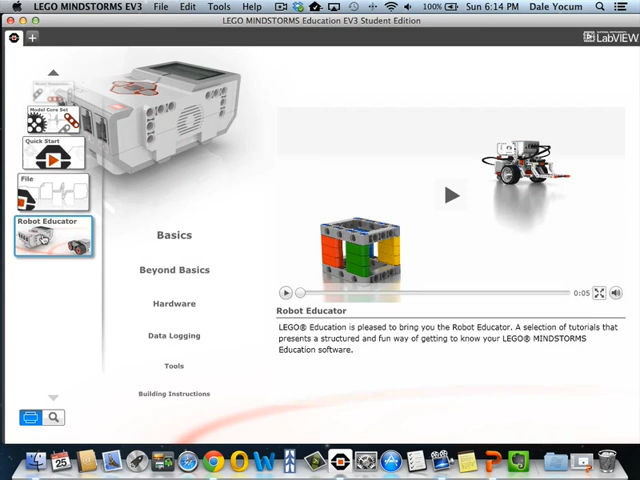 LEGO MINDSTORMS EV3 File Edit Tools Help 100% Sun 6:14 PM Dale Yocum
LEGO MINDSTORMS Education EV3 Student Edition
LabVIEW
Model Core Set
Quick Start
File
Robot Educator
Basics
Beyond Basics
Hardware
Data Logging
Tools
Building Instructions
0:05
Robot Educator
LEGO® Education is pleased to bring you the Robot Educator. A selection of tutorials that
presents a structured and fun way of getting to know your LEGO® MINDSTORMS
Education software.
25